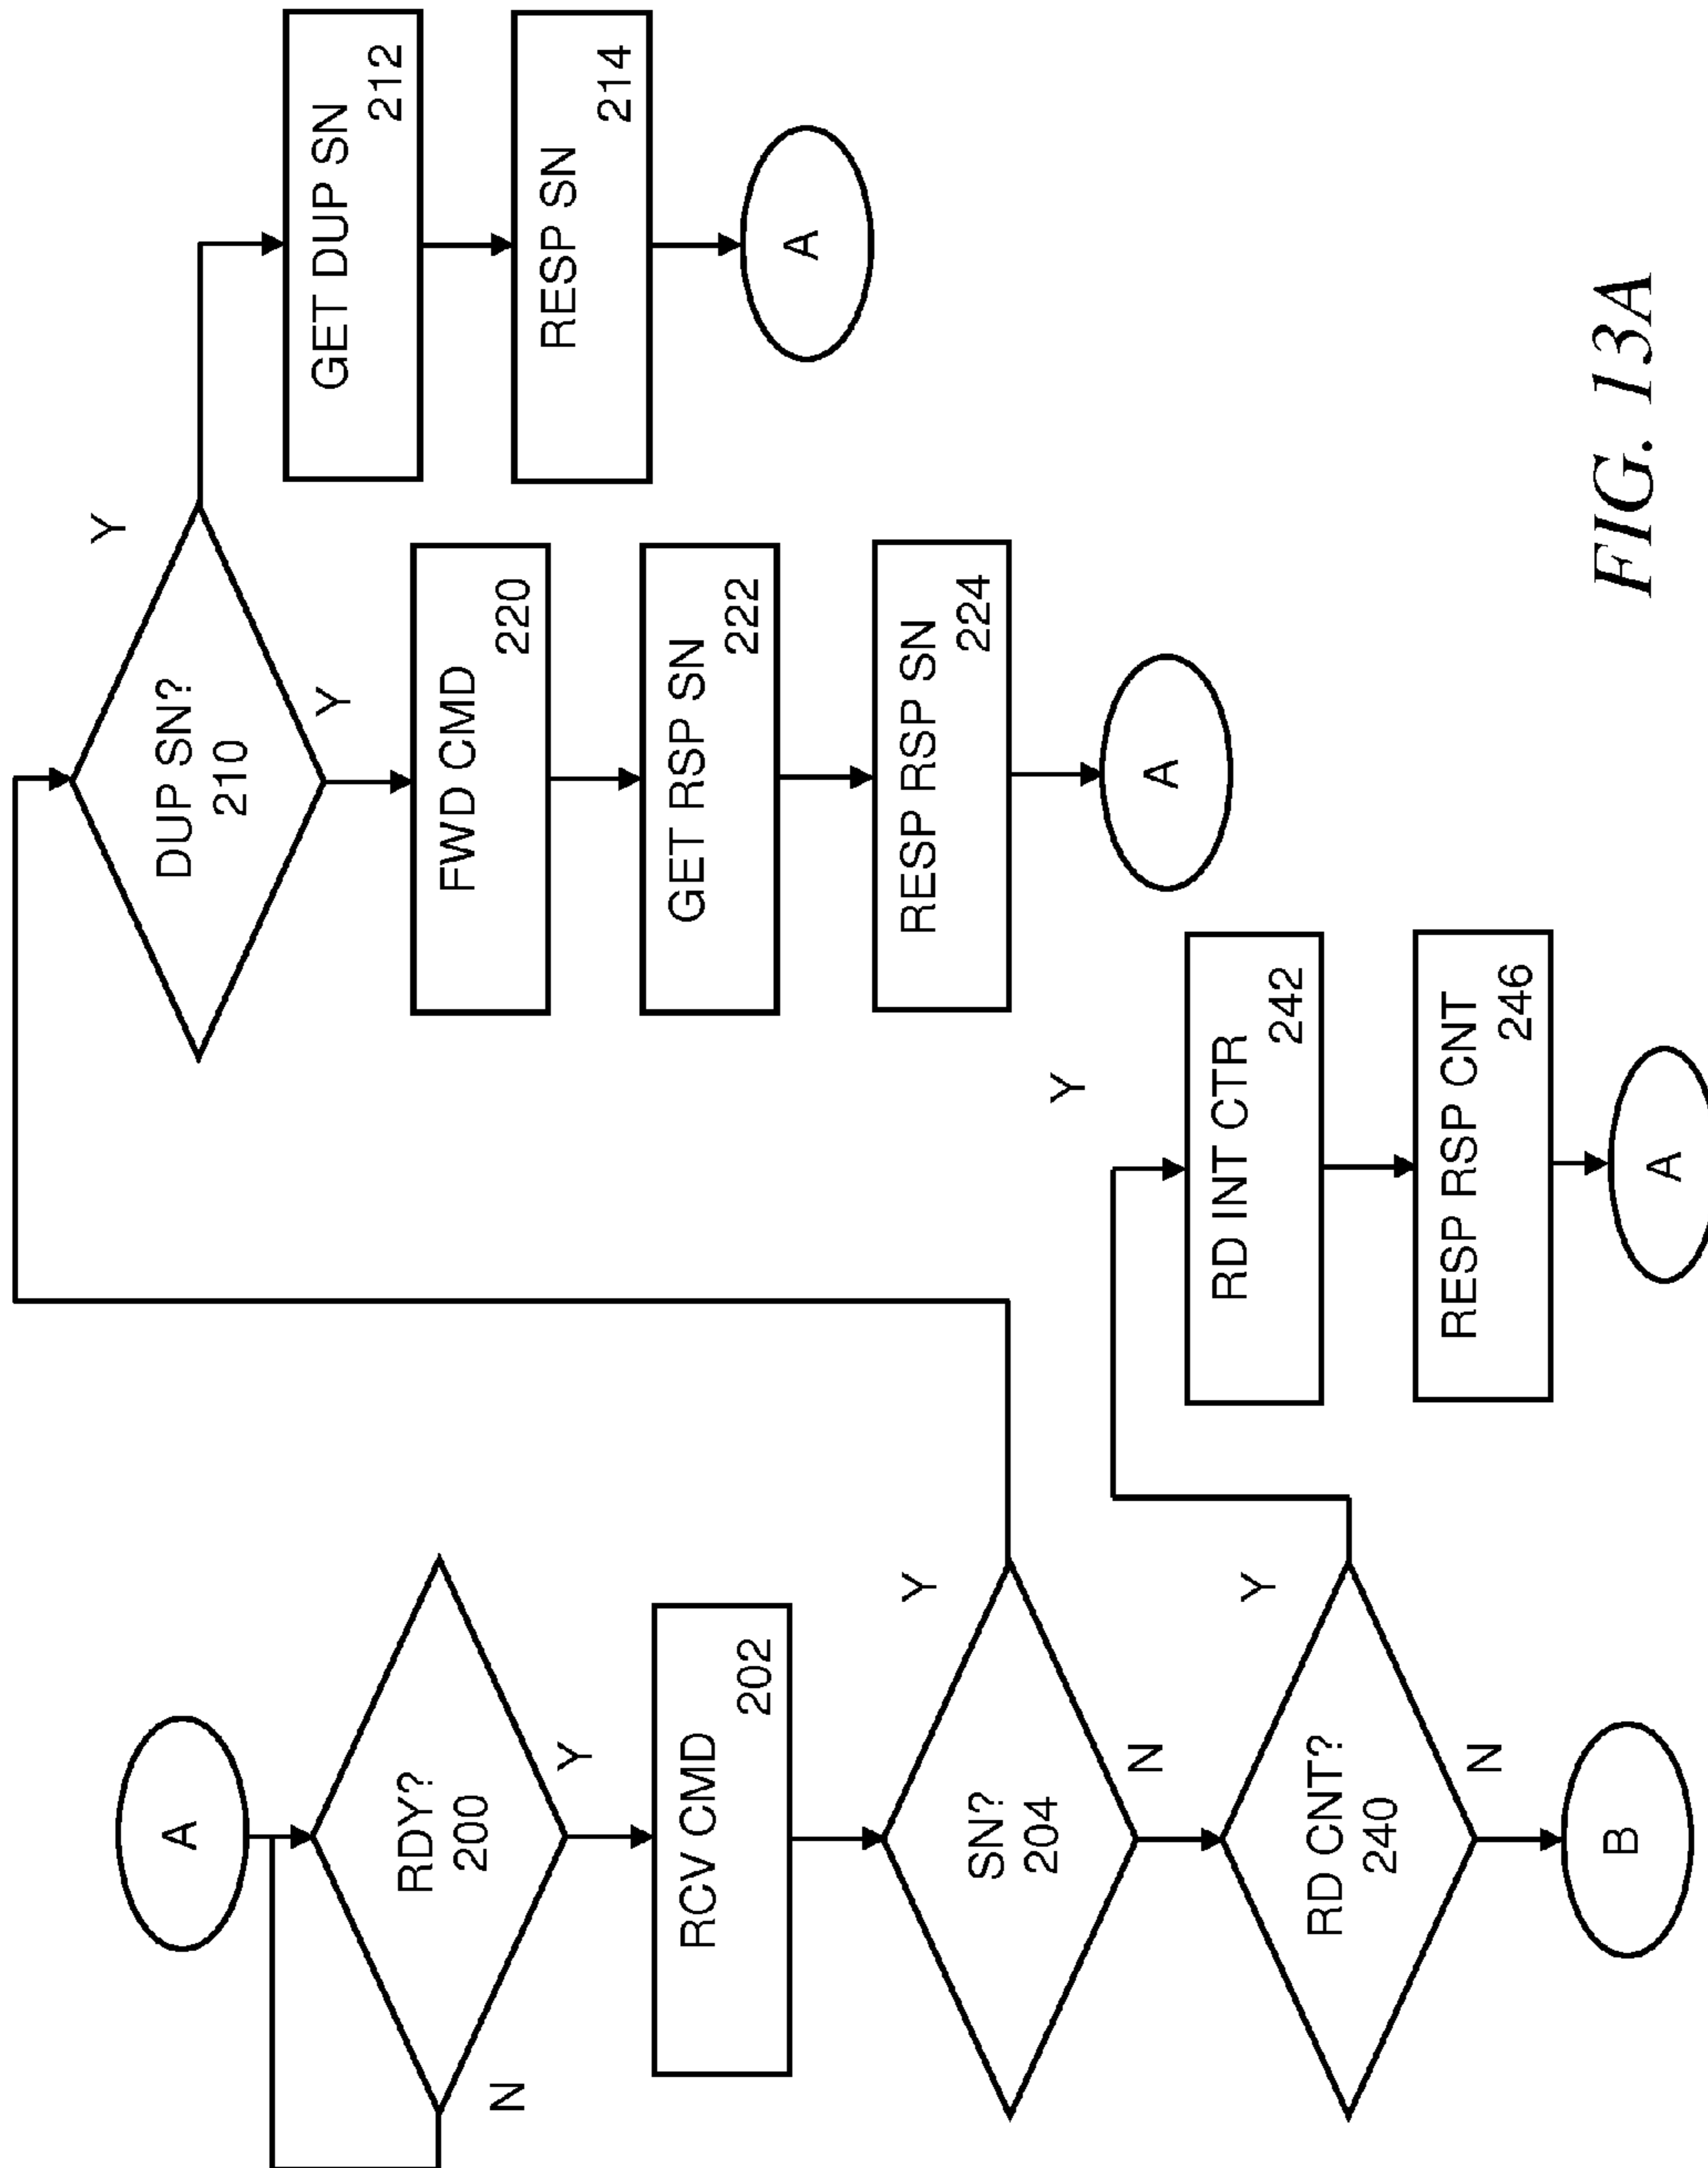 A
RDY?
200
N
Y
RCV CMD
202
SN?
204
Y
N
RD CNT?
240
Y
N
B
DUP SN?
210
Y
Y
GET DUP SN
212
RESP SN
214
A
FWD CMD
220
GET RSP SN
222
RESP RSP SN
224
A
Y
RD INT CTR
242
RESP RSP CNT
246
A
FIG. 13A